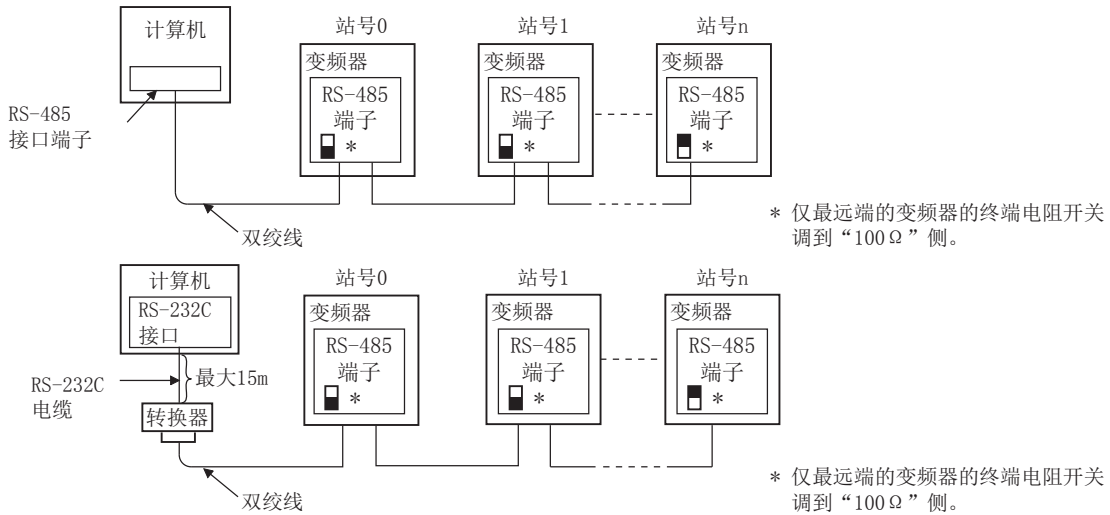 计算机
RS-485
接口端子
站号0
变频器
RS-485
端子
*
站号1
变频器
RS-485
端子
*
站号n
变频器
RS-485
端子
*
双绞线
* 仅最远端的变频器的终端电阻开关
调到“100Ω”侧。
计算机
RS-232C
接口
RS-232C
电缆
最大15m
转换器
站号0
变频器
RS-485
端子
*
站号1
变频器
RS-485
端子
*
站号n
变频器
RS-485
端子
*
双绞线
* 仅最远端的变频器的终端电阻开关
调到“100Ω”侧。